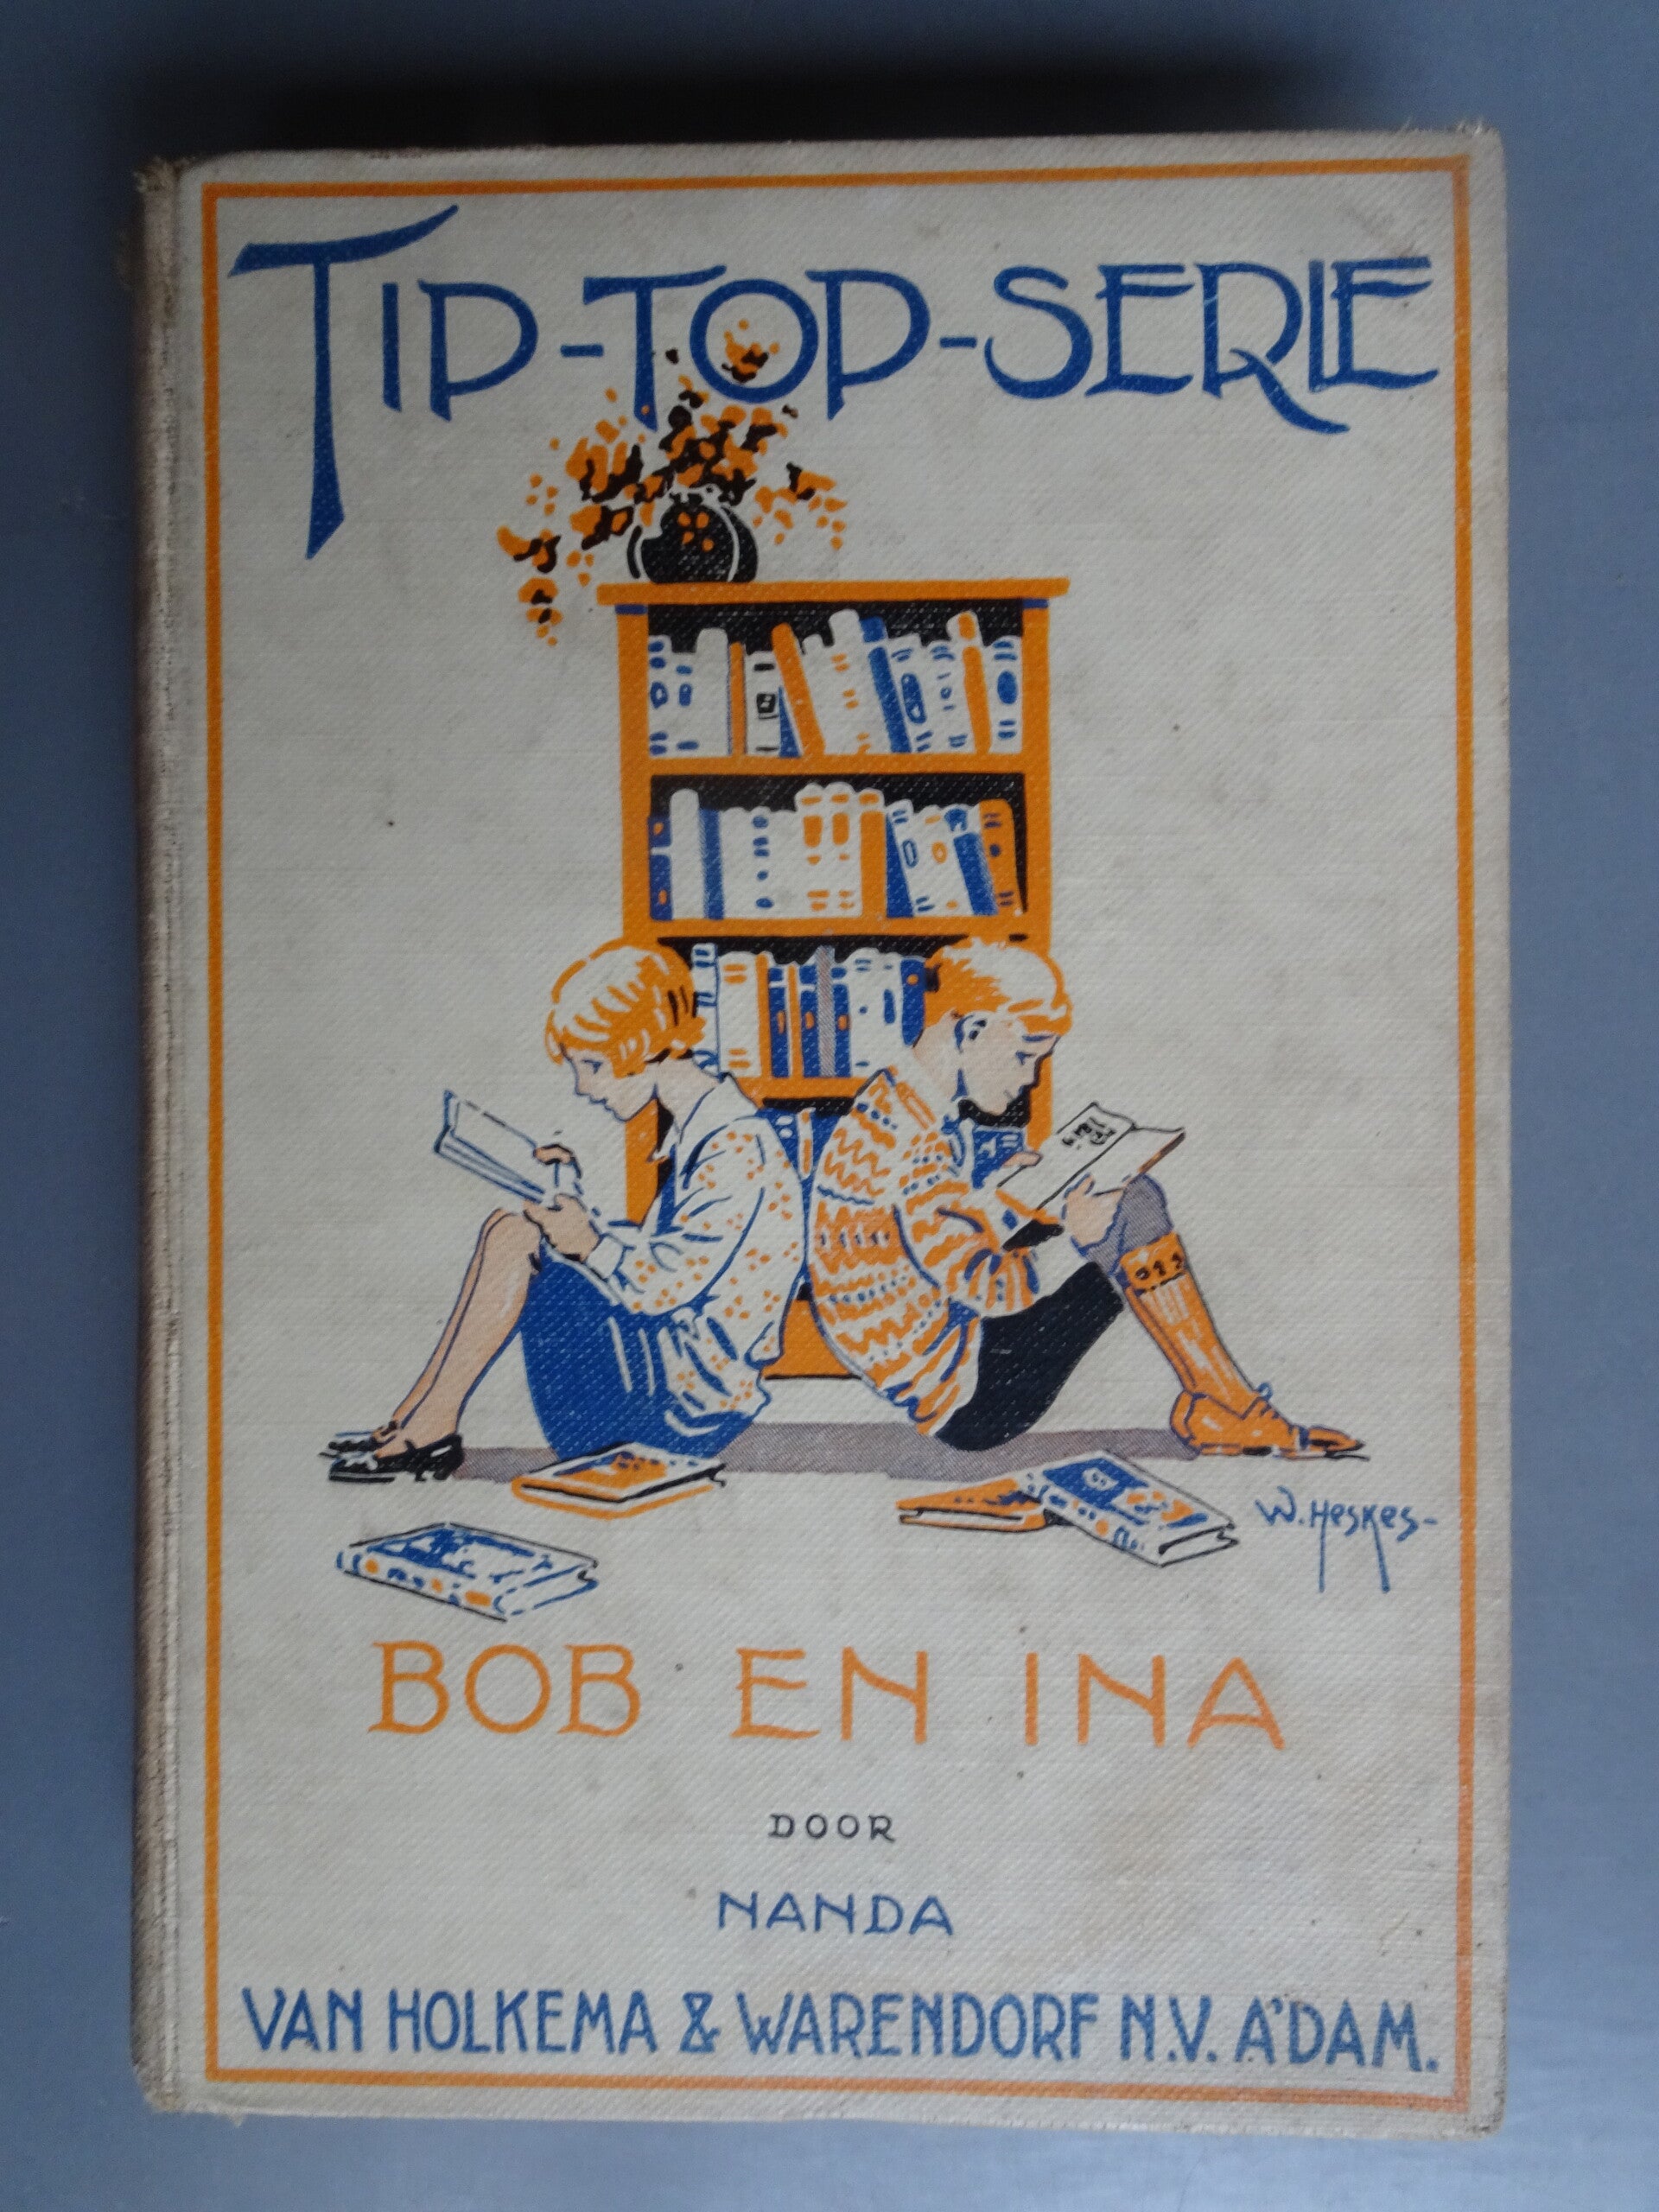 TIP-TOP-SERIE
W. HESKES-
BOB EN INA
DOOR
NANDA
VAN HOLKEMA & WARENDORF N.V. A'DAM.